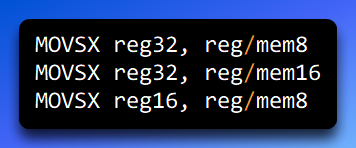 MOVSX reg32, reg/mem8
MOVSX reg32, reg/mem16
MOVSX reg16, reg/mem8